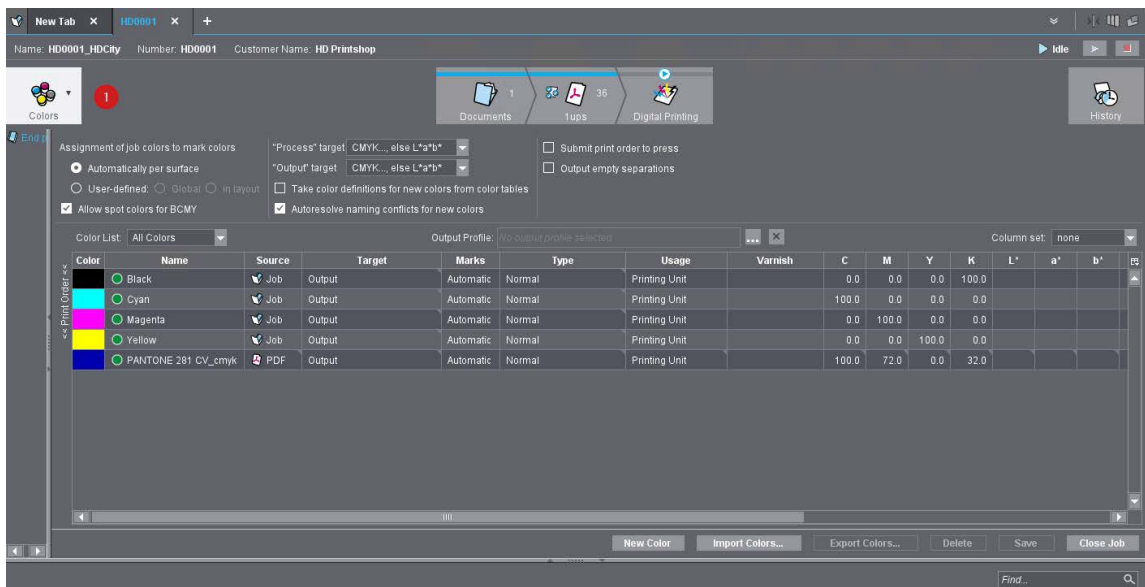 New Tab × HD0001 × +
Name: HD0001_HDCity Number: HD0001 Customer Name: HD Printshop Idle
Colors 1 Documents 1 1ups 36 Digital Printing History
End p
Assignment of job colors to mark colors "Process" target CMYK..., else L*a*b* Submit print order to press
Automatically per surface "Output" target CMYK..., else L*a*b* Output empty separations
User-defined: Global in layout Take color definitions for new colors from color tables
Allow spot colors for BCMY Autoresolve naming conflicts for new colors
Color List: All Colors Output Profile: No output profile selected ... Column set: none
<< Print Order <<
Color Name Source Target Marks Type Usage Varnish C M Y K L* a* b*
Black Job Output Automatic Normal Printing Unit 0.0 0.0 0.0 100.0
Cyan Job Output Automatic Normal Printing Unit 100.0 0.0 0.0 0.0
Magenta Job Output Automatic Normal Printing Unit 0.0 100.0 0.0 0.0
Yellow Job Output Automatic Normal Printing Unit 0.0 0.0 100.0 0.0
PANTONE 281 CV_cmyk PDF Output Automatic Normal Printing Unit 100.0 72.0 0.0 32.0
New Color Import Colors... Export Colors... Delete Save Close Job
Find...